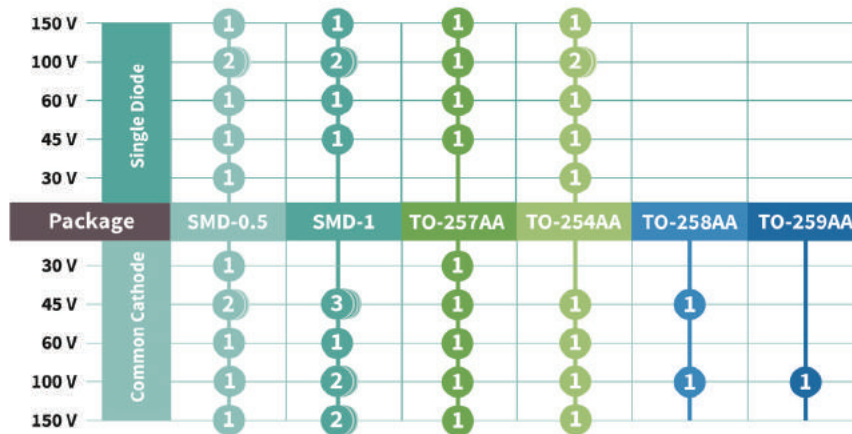 150 V 1 1 1 1
100 V 2 2 1 2
60 V 1 1 1 1
45 V 1 1 1 1
30 V 1 1
Single Diode
Package SMD-0.5 SMD-1 TO-257AA TO-254AA TO-258AA TO-259AA
30 V 1 1
45 V 2 3 1 1 1
60 V 1 1 1 1
100 V 1 2 1 1 1 1
150 V 1 2 1 1
Common Cathode